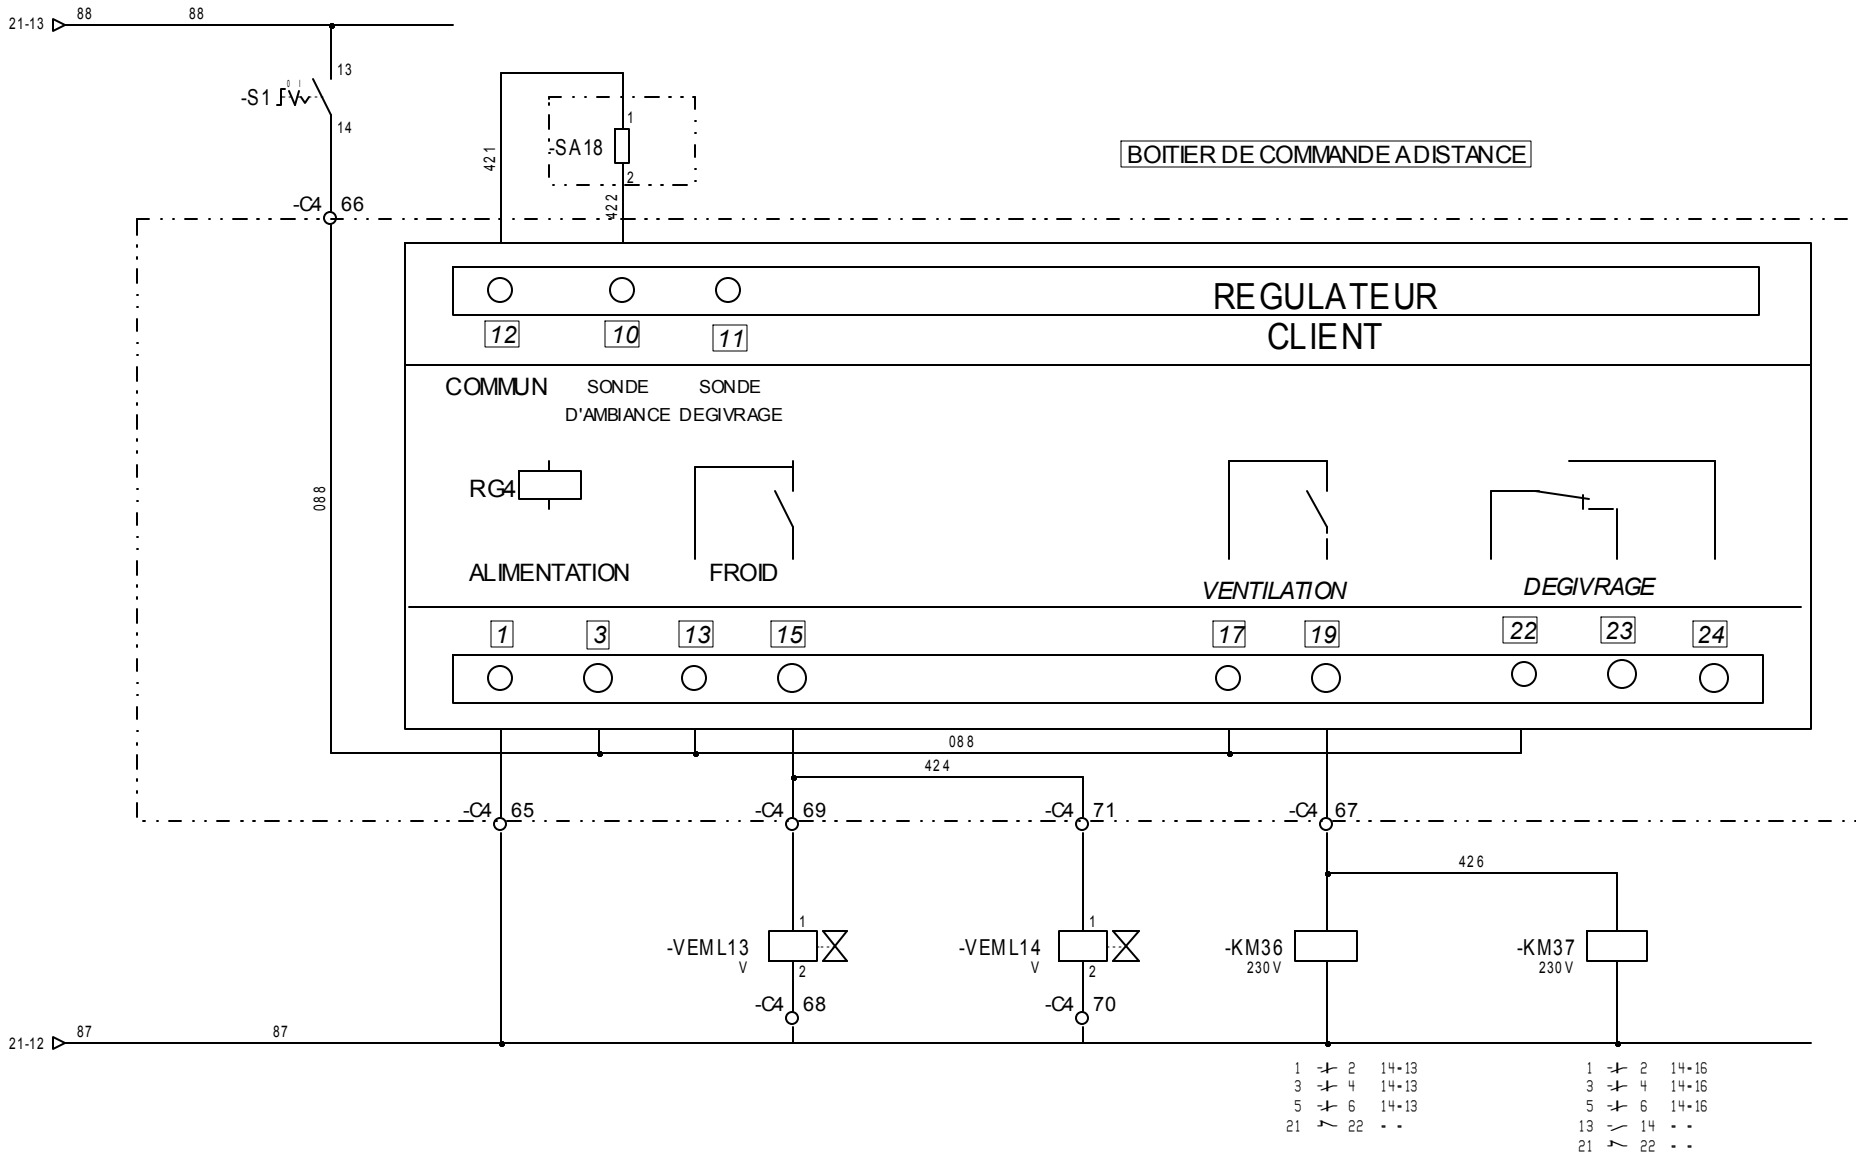 21-13 88 88
13
-S1 0 1
14
1
-SA18
2
421
422
BOITIER DE COMMANDE A DISTANCE
-C4 66
REGULATEUR
CLIENT
12 10 11
COMMUN SONDE SONDE
D'AMBIANCE DEGIVRAGE
RG4
088
ALIMENTATION FROID
VENTILATION DEGIVRAGE
1 3 13 15 17 19 22 23 24
088
424
-C4 65 -C4 69 -C4 71 -C4 67
426
1 1
-VEML13 -VEML14 -KM36 -KM37
V V 230V 230V
2 2
-C4 68 -C4 70
21-12 87 87
1 2 14-13 1 2 14-16
3 4 14-13 3 4 14-16
5 6 14-13 5 6 14-16
21 22 - - 13 14 - -
21 22 - -